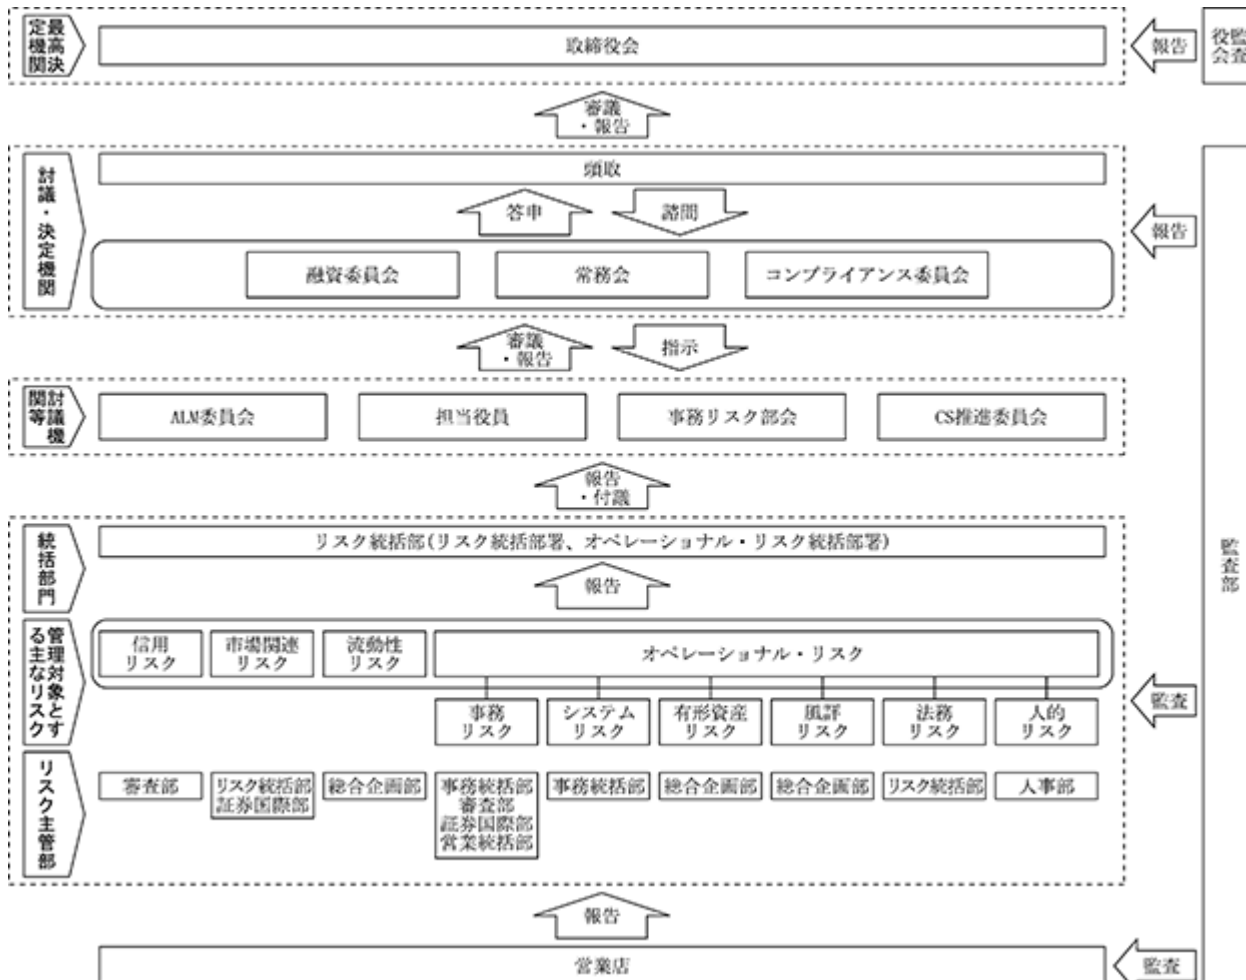 最高決
定機関
取締役会
報告
監査
役会
審議
・報告
討議・決定機関
頭取
答申
諮問
報告
融資委員会
常務会
コンプライアンス委員会
審議
・報告
指示
討議機
関等
ALM委員会
担当役員
事務リスク部会
CS推進委員会
報告
・付議
統括部門
リスク統括部(リスク統括部署、オペレーショナル・リスク統括部署)
報告
監査部
管理対象とす
る主なリスク
信用
リスク
市場関連
リスク
流動性
リスク
オペレーショナル・リスク
監査
事務
リスク
システム
リスク
有形資産
リスク
風評
リスク
法務
リスク
人的
リスク
リスク主管部
審査部
リスク統括部
証券国際部
総合企画部
事務統括部
審査部
証券国際部
営業統括部
事務統括部
総合企画部
総合企画部
リスク統括部
人事部
報告
営業店
監査